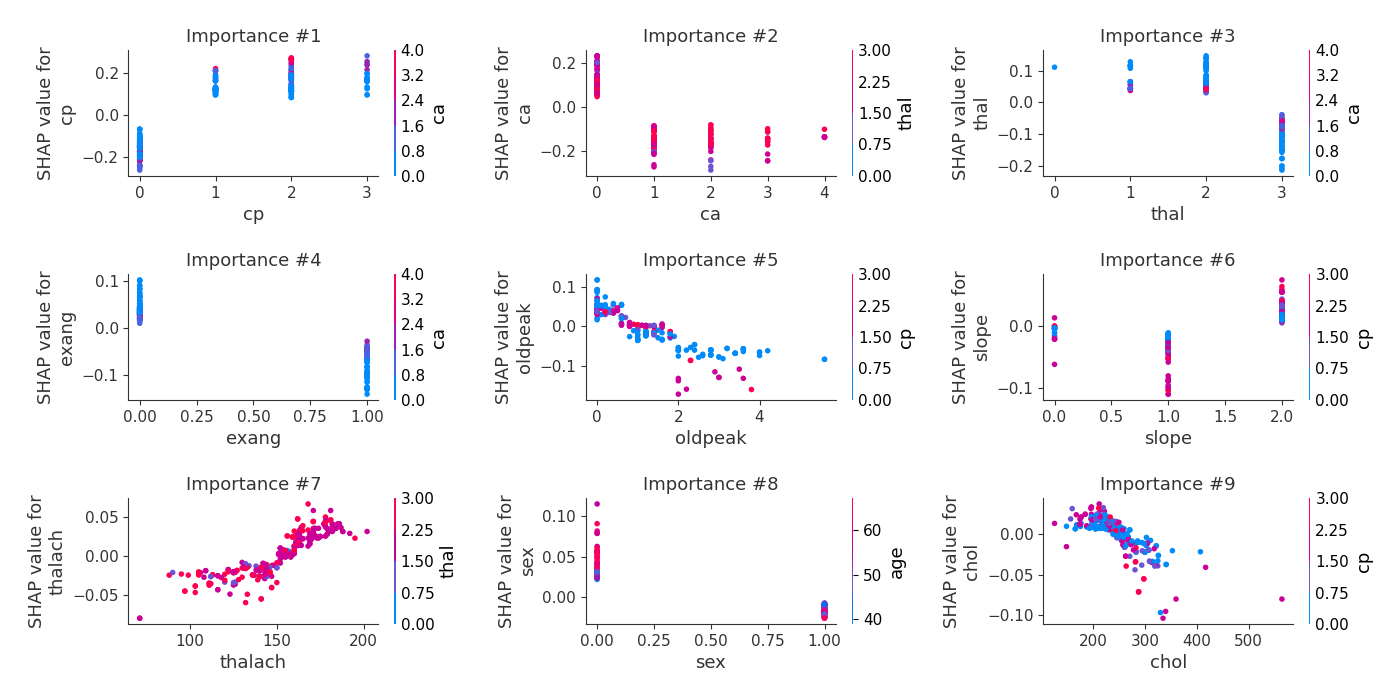 Importance #1
SHAP value for
cp
0.2
0.0
−0.2
0
1
2
3
cp
4.0
3.2
2.4
1.6
0.8
0.0
ca
Importance #2
SHAP value for
ca
0.2
0.0
−0.2
0
1
2
3
4
ca
3.00
2.25
1.50
0.75
0.00
thal
Importance #3
SHAP value for
thal
0.1
0.0
−0.1
−0.2
0
1
2
3
thal
4.0
3.2
2.4
1.6
0.8
0.0
ca
Importance #4
SHAP value for
exang
0.1
0.0
−0.1
0.00
0.25
0.50
0.75
1.00
exang
4.0
3.2
2.4
1.6
0.8
0.0
ca
Importance #5
SHAP value for
oldpeak
0.1
0.0
−0.1
0
2
4
oldpeak
3.00
2.25
1.50
0.75
0.00
cp
Importance #6
SHAP value for
slope
0.0
−0.1
0.0
0.5
1.0
1.5
2.0
slope
3.00
2.25
1.50
0.75
0.00
cp
Importance #7
SHAP value for
thalach
0.05
0.00
−0.05
100
150
200
thalach
3.00
2.25
1.50
0.75
0.00
thal
Importance #8
SHAP value for
sex
0.10
0.05
0.00
0.00
0.25
0.50
0.75
1.00
sex
60
50
40
age
Importance #9
SHAP value for
chol
0.00
−0.05
−0.10
200
300
400
500
chol
3.00
2.25
1.50
0.75
0.00
cp